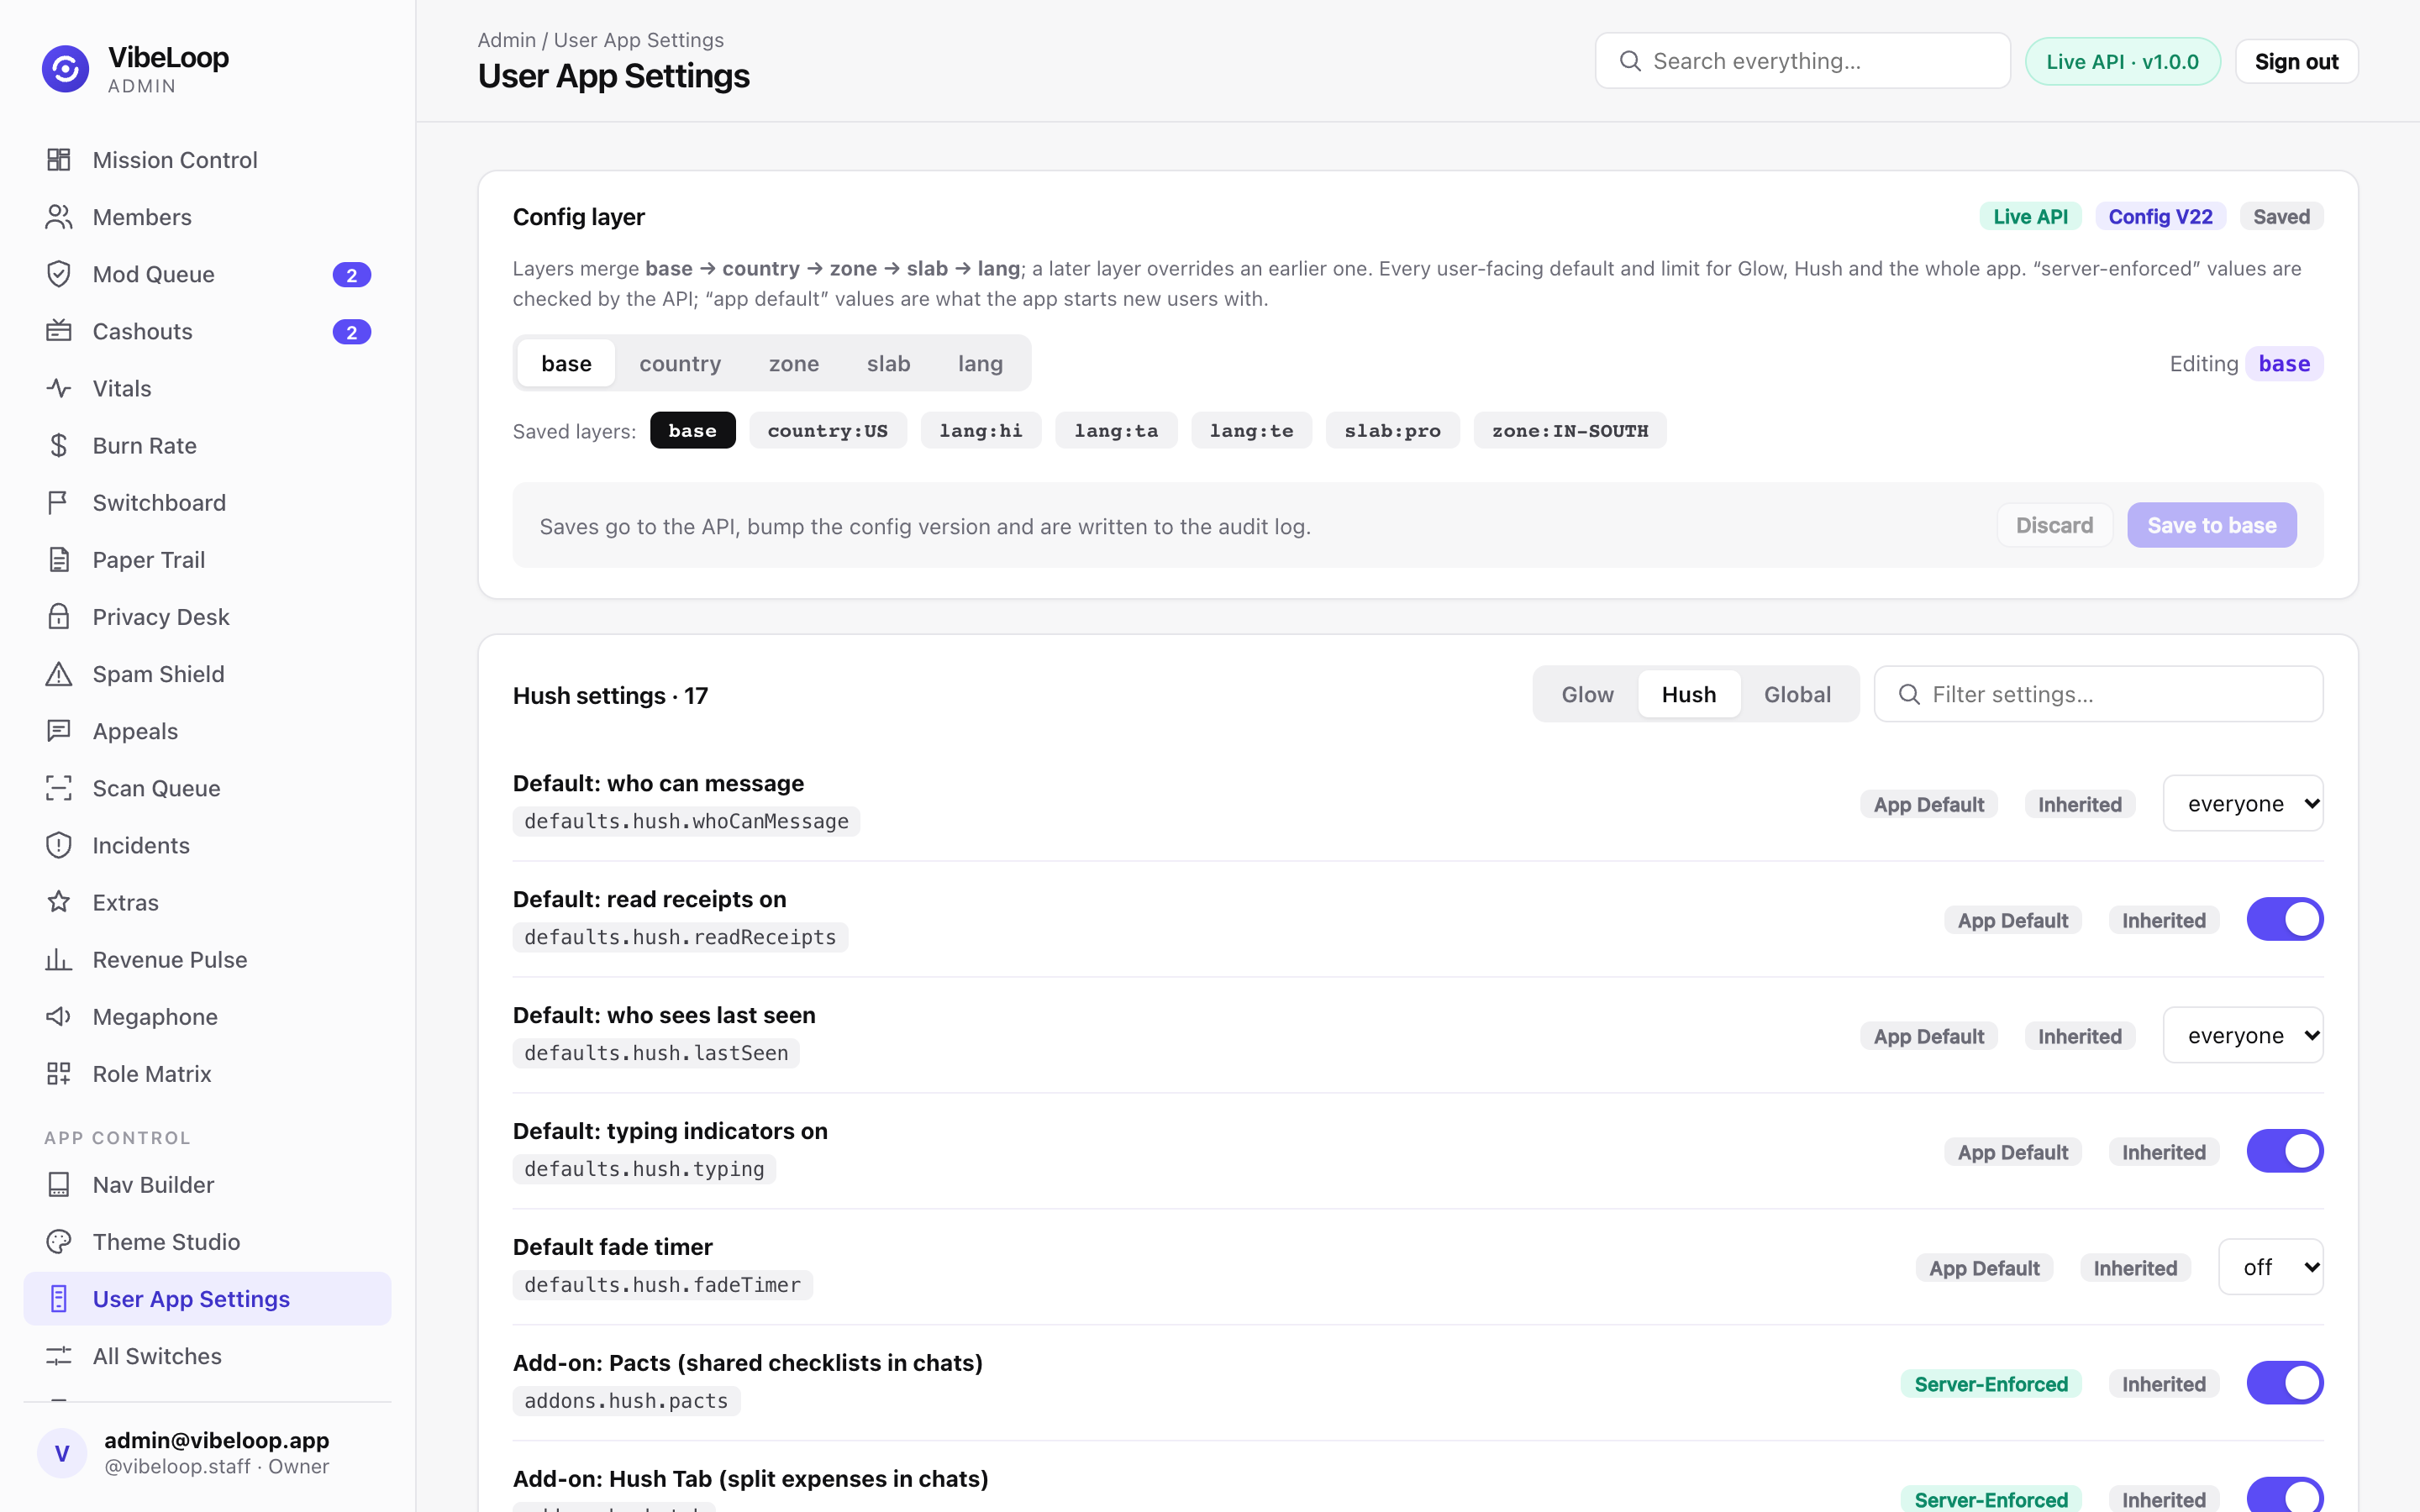 VibeLoop
ADMIN
Mission Control
Members
Mod Queue 2
Cashouts 2
Vitals
Burn Rate
Switchboard
Paper Trail
Privacy Desk
Spam Shield
Appeals
Scan Queue
Incidents
Extras
Revenue Pulse
Megaphone
Role Matrix
APP CONTROL
Nav Builder
Theme Studio
User App Settings
All Switches
V
admin@vibeloop.app
@vibeloop.staff · Owner
Admin / User App Settings
User App Settings
Search everything...
Live API · v1.0.0
Sign out
Config layer
Live API Config V22 Saved
Layers merge base → country → zone → slab → lang; a later layer overrides an earlier one. Every user-facing default and limit for Glow, Hush and the whole app. “server-enforced” values are
checked by the API; “app default” values are what the app starts new users with.
base country zone slab lang
Editing base
Saved layers: base country:US lang:hi lang:ta lang:te slab:pro zone:IN-SOUTH
Saves go to the API, bump the config version and are written to the audit log.
Discard Save to base
Hush settings · 17
Glow Hush Global
Filter settings...
Default: who can message
defaults.hush.whoCanMessage
App Default Inherited everyone
Default: read receipts on
defaults.hush.readReceipts
App Default Inherited
Default: who sees last seen
defaults.hush.lastSeen
App Default Inherited everyone
Default: typing indicators on
defaults.hush.typing
App Default Inherited
Default fade timer
defaults.hush.fadeTimer
App Default Inherited off
Add-on: Pacts (shared checklists in chats)
addons.hush.pacts
Server-Enforced Inherited
Add-on: Hush Tab (split expenses in chats)
Server-Enforced Inherited